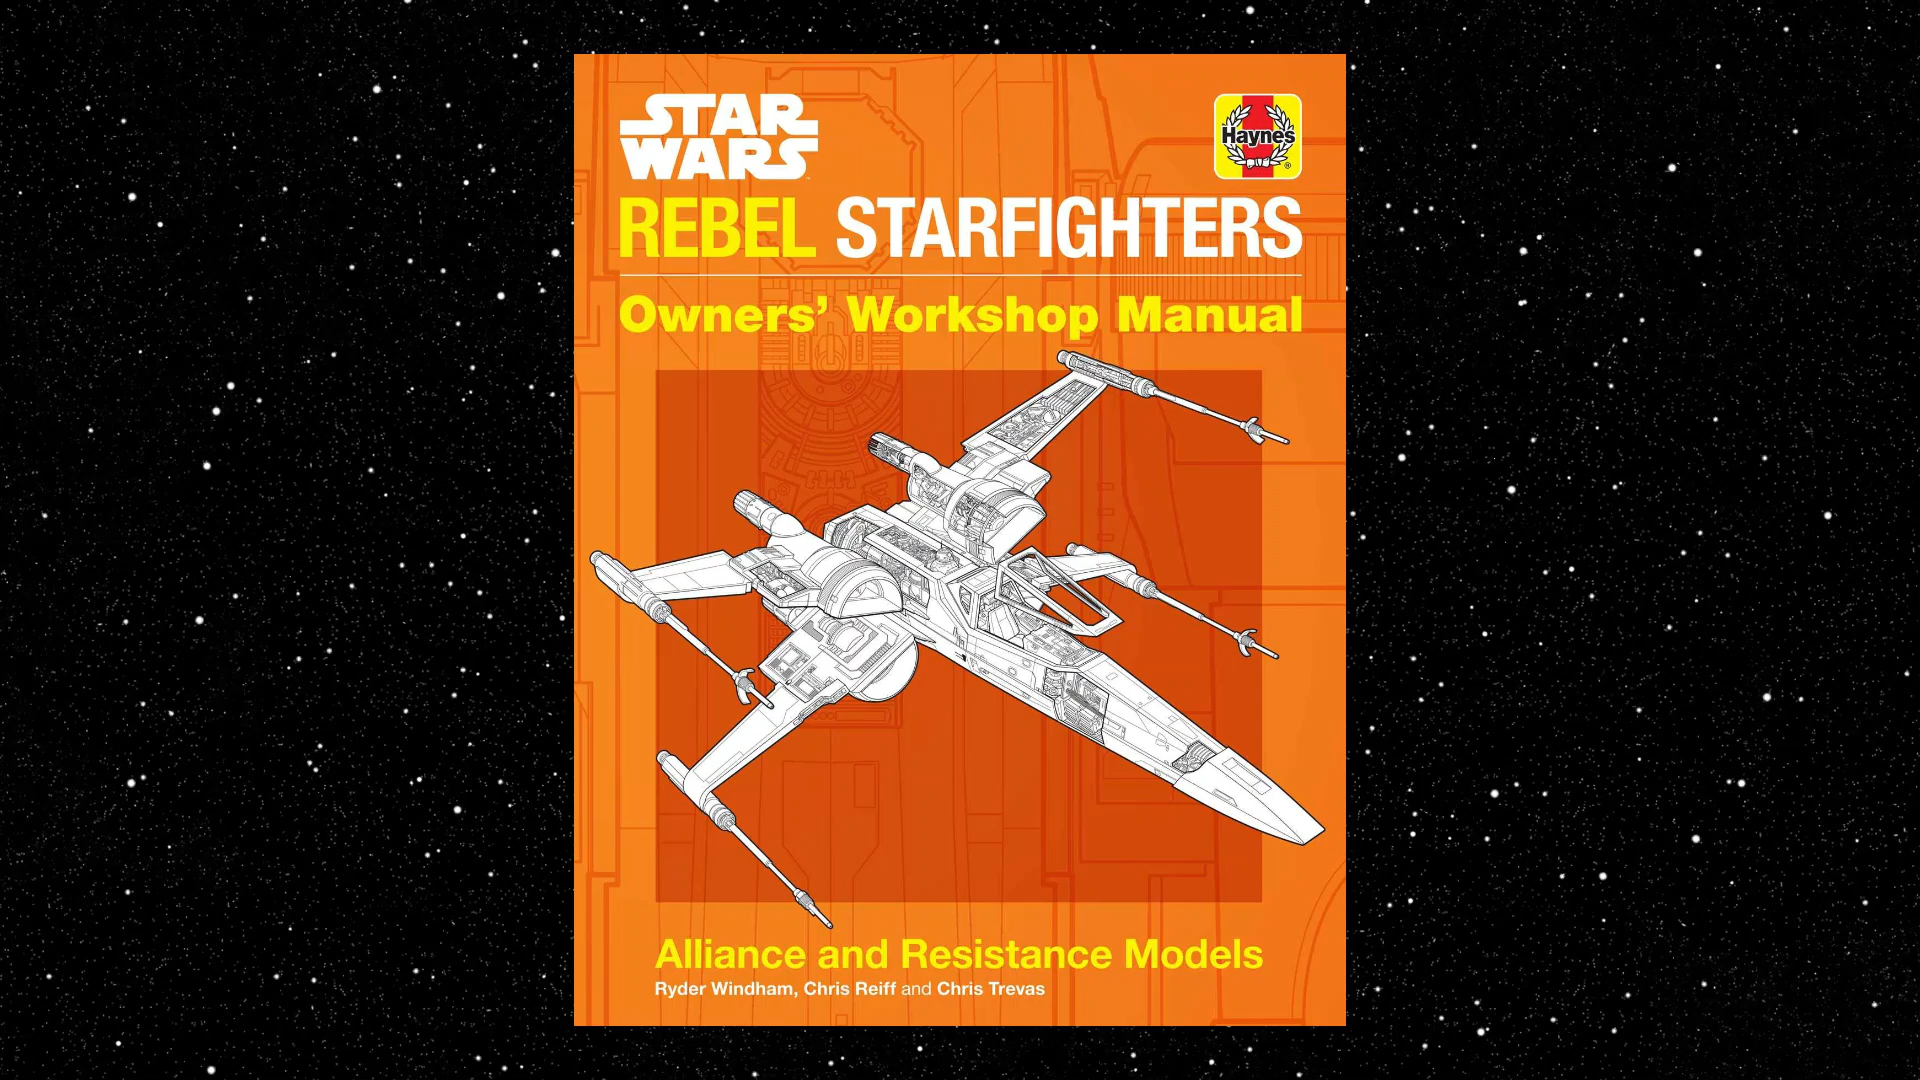 STAR
WARS
Haynes
REBEL STARFIGHTERS
Owners' Workshop Manual
Alliance and Resistance Models
Ryder Windham, Chris Reiff and Chris Trevas